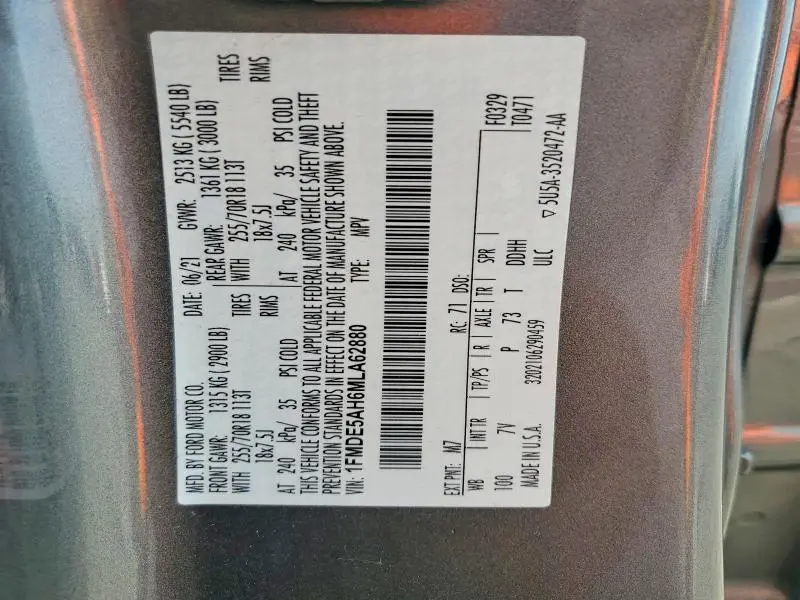 MFD. BY FORD MOTOR CO. DATE: 06/21 GVWR: 2513 KG ( 5540 LB)
FRONT GAWR: 1315 KG ( 2900 LB) REAR GAWR: 1361 KG ( 3000 LB)
WITH 255/70R18 113T TIRES WITH 255/70R18 113T TIRES
18x7.5J RIMS 18x7.5J RIMS
AT 240 kPa/ 35 PSI COLD AT 240 kPa/ 35 PSI COLD
THIS VEHICLE CONFORMS TO ALL APPLICABLE FEDERAL MOTOR VEHICLE SAFETY AND THEFT
PREVENTION STANDARDS IN EFFECT ON THE DATE OF MANUFACTURE SHOWN ABOVE.
VIN: 1FMDE5AH6MLA62880 TYPE: MPV
EXT PNT: M7 RC: 71 DSO: F0329
WB INT TR TP/PS R AXLE TR SPR T0471
100 7V P 73 T DDHH
MADE IN U.S.A. 3202106290459 ULC ▽ 5U5A-3520472-AA